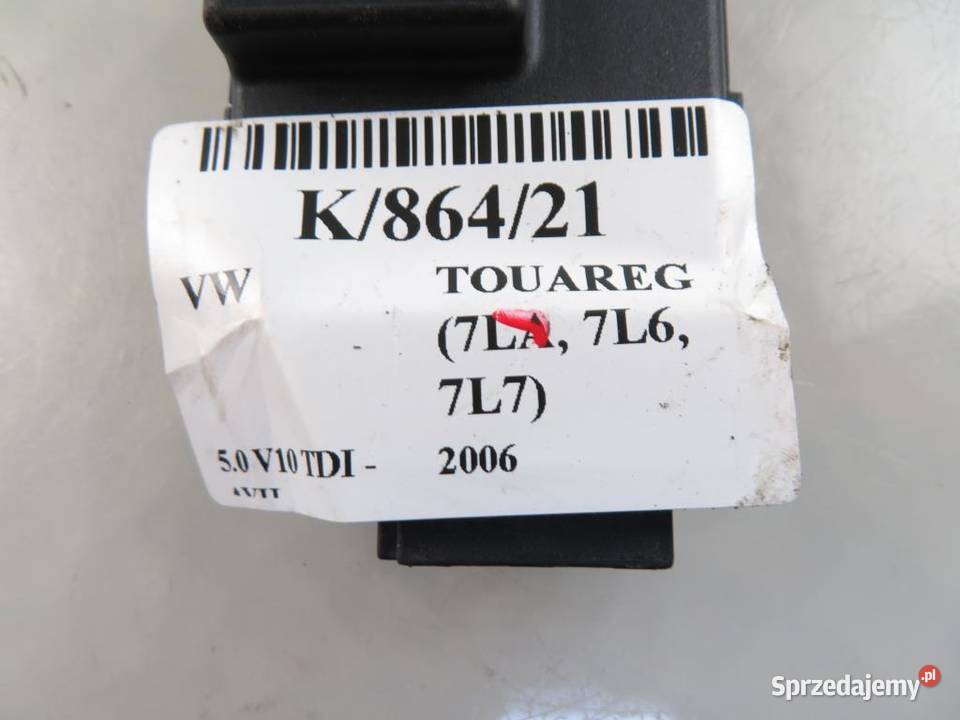 K/864/21
VW TOUAREG
(7LA, 7L6,
7L7)
5.0 V10 TDI - 2006
Sprzedajemy.pl